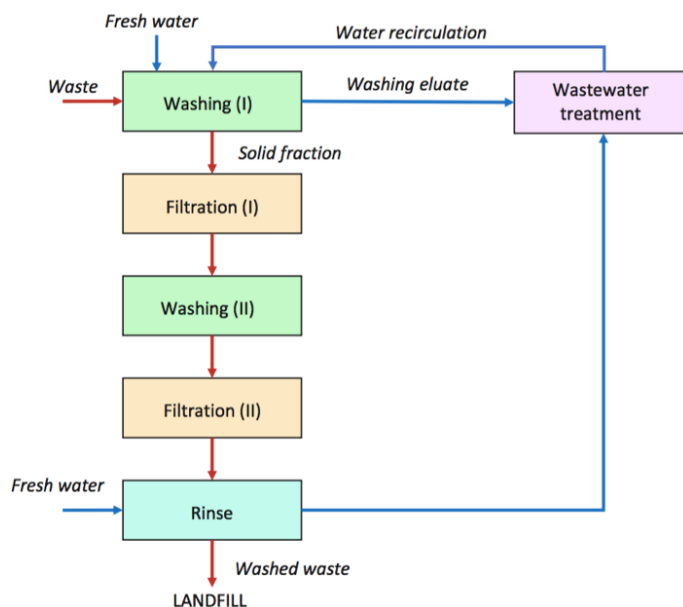 Fresh water
Water recirculation
Waste
Washing (I)
Washing eluate
Wastewater
treatment
Solid fraction
Filtration (I)
Washing (II)
Filtration (II)
Fresh water
Rinse
Washed waste
LANDFILL